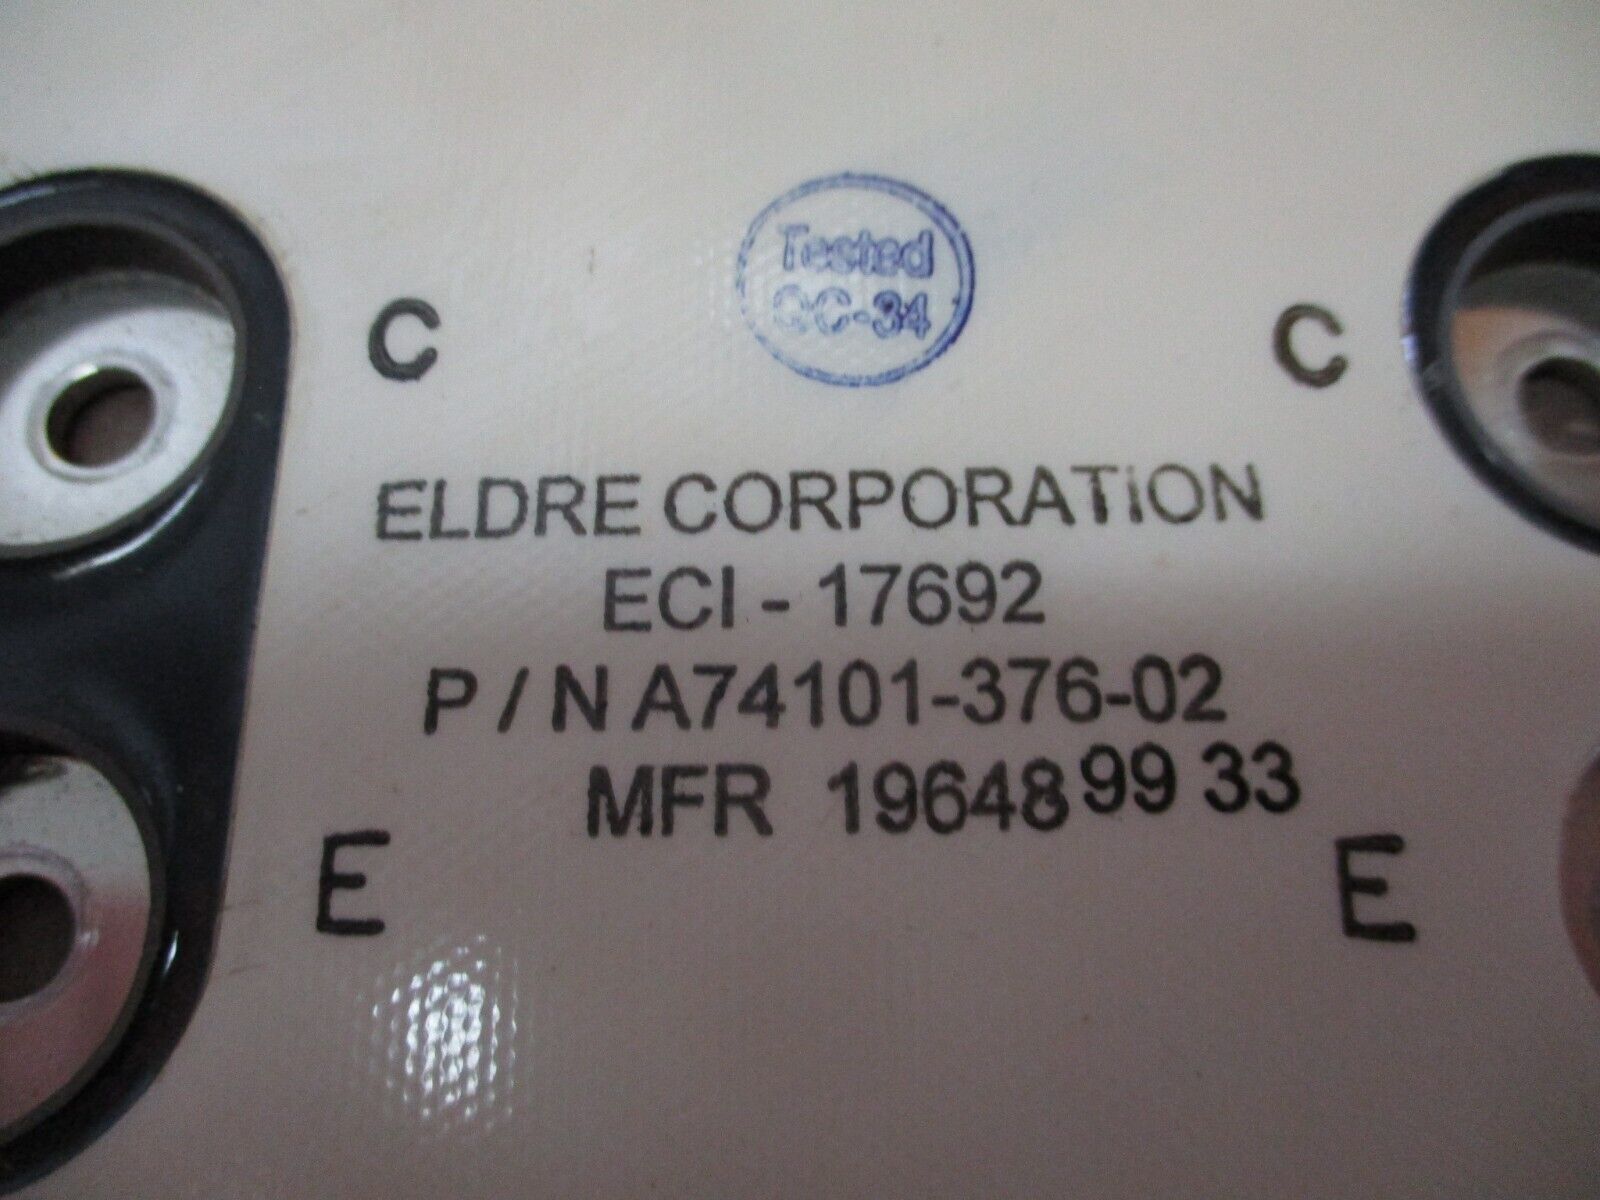 Tested
QC-34
C
C
ELDRE CORPORATION
ECI - 17692
P / N A74101-376-02
MFR 19648 99 33
E
E